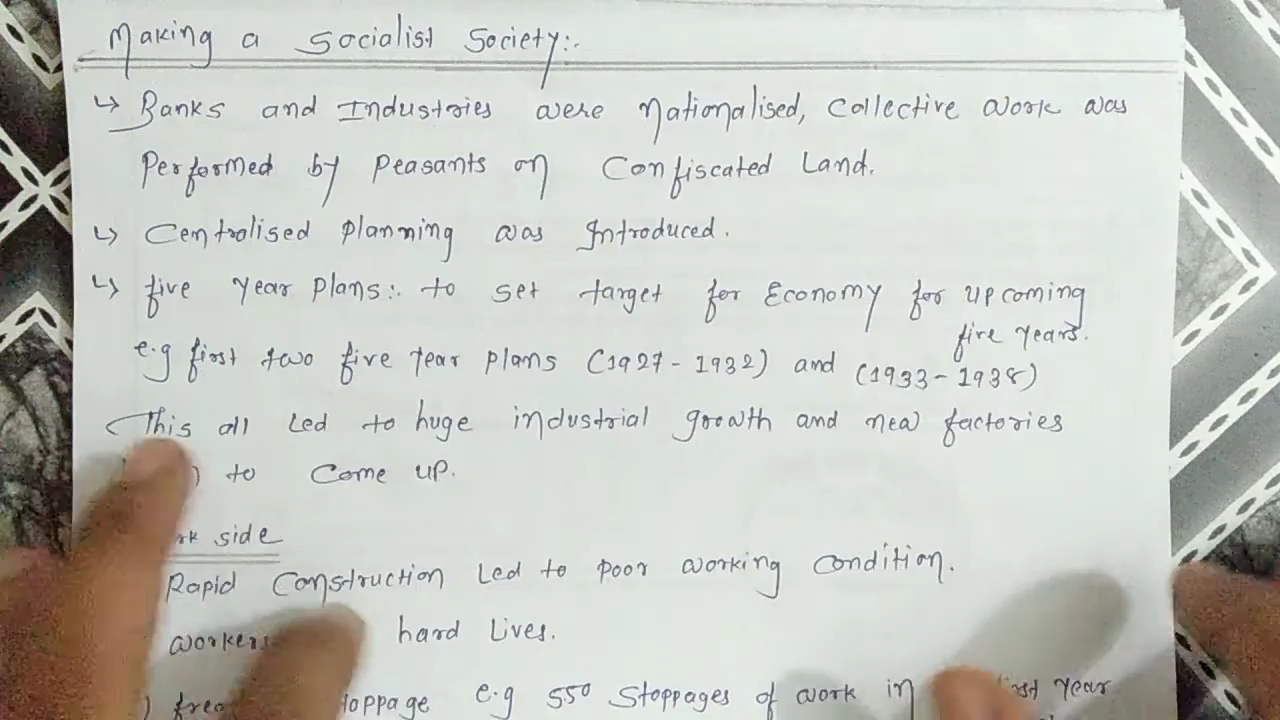 Making a Socialist Society:-
↳ Banks and Industries were Nationalised, Collective work was
Performed by Peasants on Confiscated Land.
↳ Centralised Planning was Introduced.
↳ five Year Plans:- to set target for Economy for upcoming
five Years.
e.g first two five Year Plans (1927-1932) and (1933-1938)
This all Led to huge industrial growth and new factories
to Come up.
side
Rapid Construction Led to Poor working Condition.
workers hard Lives.
e.g 550 Stoppages of work in Year